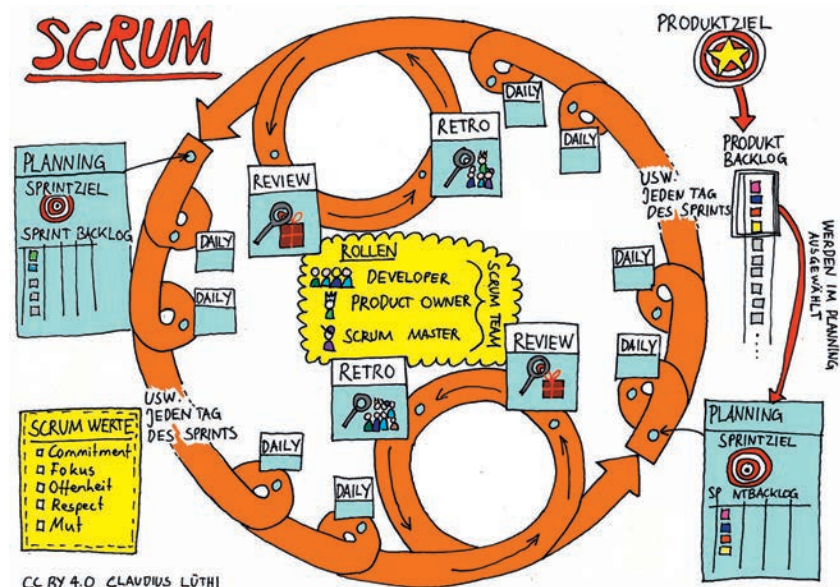 SCRUM
PRODUKTZIEL
PRODUKT
BACKLOG
WERDEN IM PLANNING
AUSGEWÄHLT
PLANNING
SPRINTZIEL
SPRINT BACKLOG
DAILY
DAILY
REVIEW
RETRO
DAILY
DAILY
USW.
JEDEN TAG
DES SPRINTS
ROLLEN
DEVELOPER
PRODUCT OWNER
SCRUM MASTER
SCRUM TEAM
DAILY
DAILY
RETRO
REVIEW
USW.
JEDEN TAG
DES SPRINTS
DAILY
DAILY
PLANNING
SPRINTZIEL
SP NTBACKLOG
SCRUM WERTE
Commitment
Fokus
Offenheit
Respect
Mut
CC BY 4.0 CLAUDIUS LÜTHI